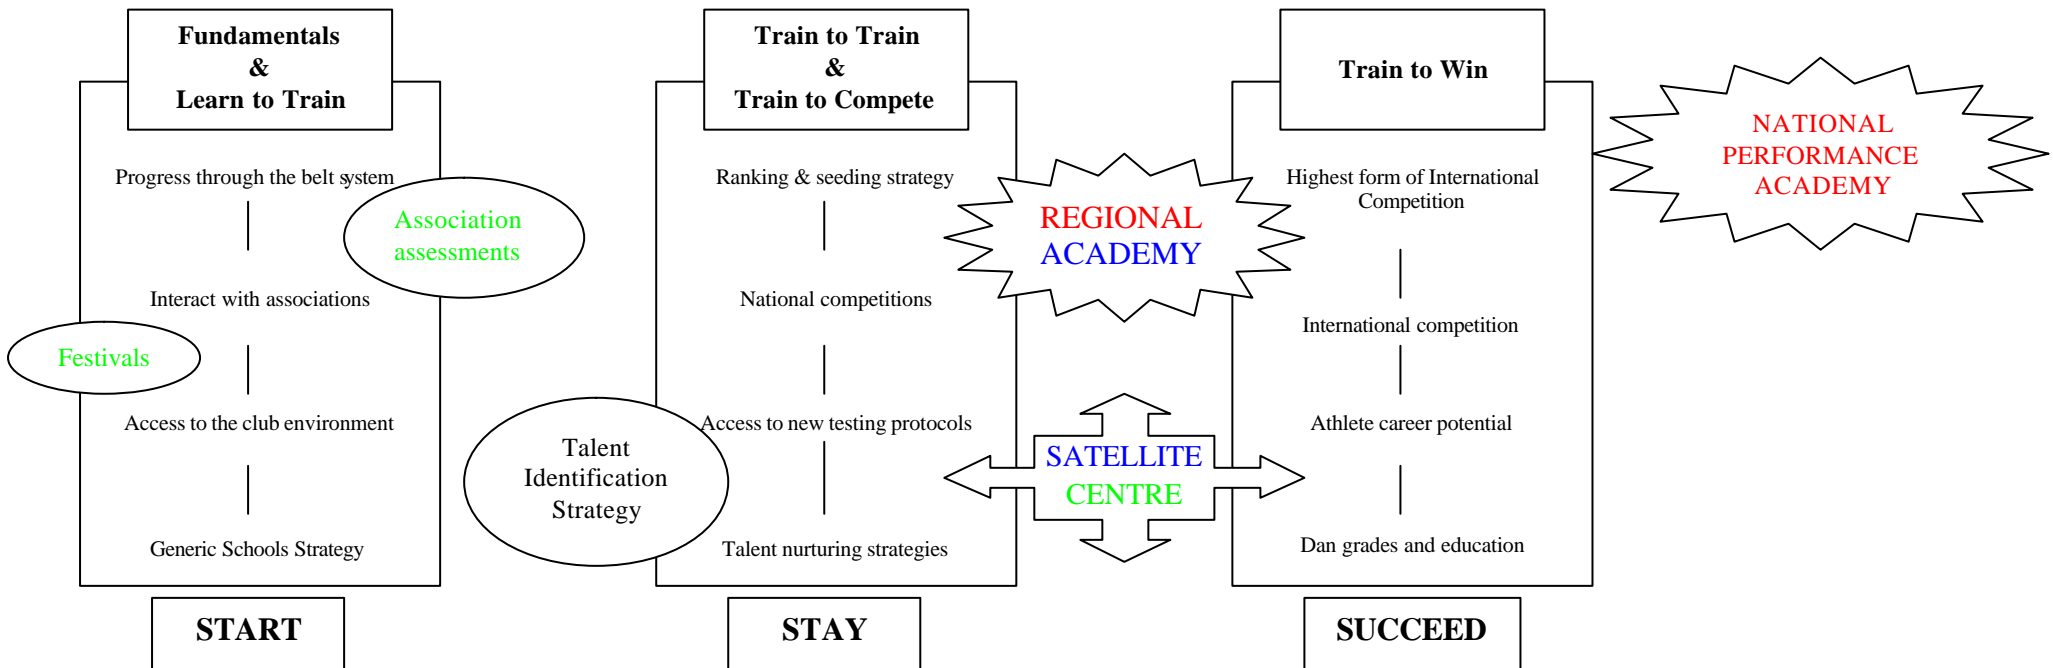 Fundamentals
&
Learn to Train
Progress through the belt system
Association
assessments
Interact with associations
Festivals
Access to the club environment
Generic Schools Strategy
START
Train to Train
&
Train to Compete
Ranking & seeding strategy
REGIONAL
ACADEMY
National competitions
Access to new testing protocols
Talent
Identification
Strategy
SATELLITE
CENTRE
Talent nurturing strategies
STAY
Train to Win
NATIONAL
PERFORMANCE
ACADEMY
Highest form of International
Competition
International competition
Athlete career potential
Dan grades and education
SUCCEED